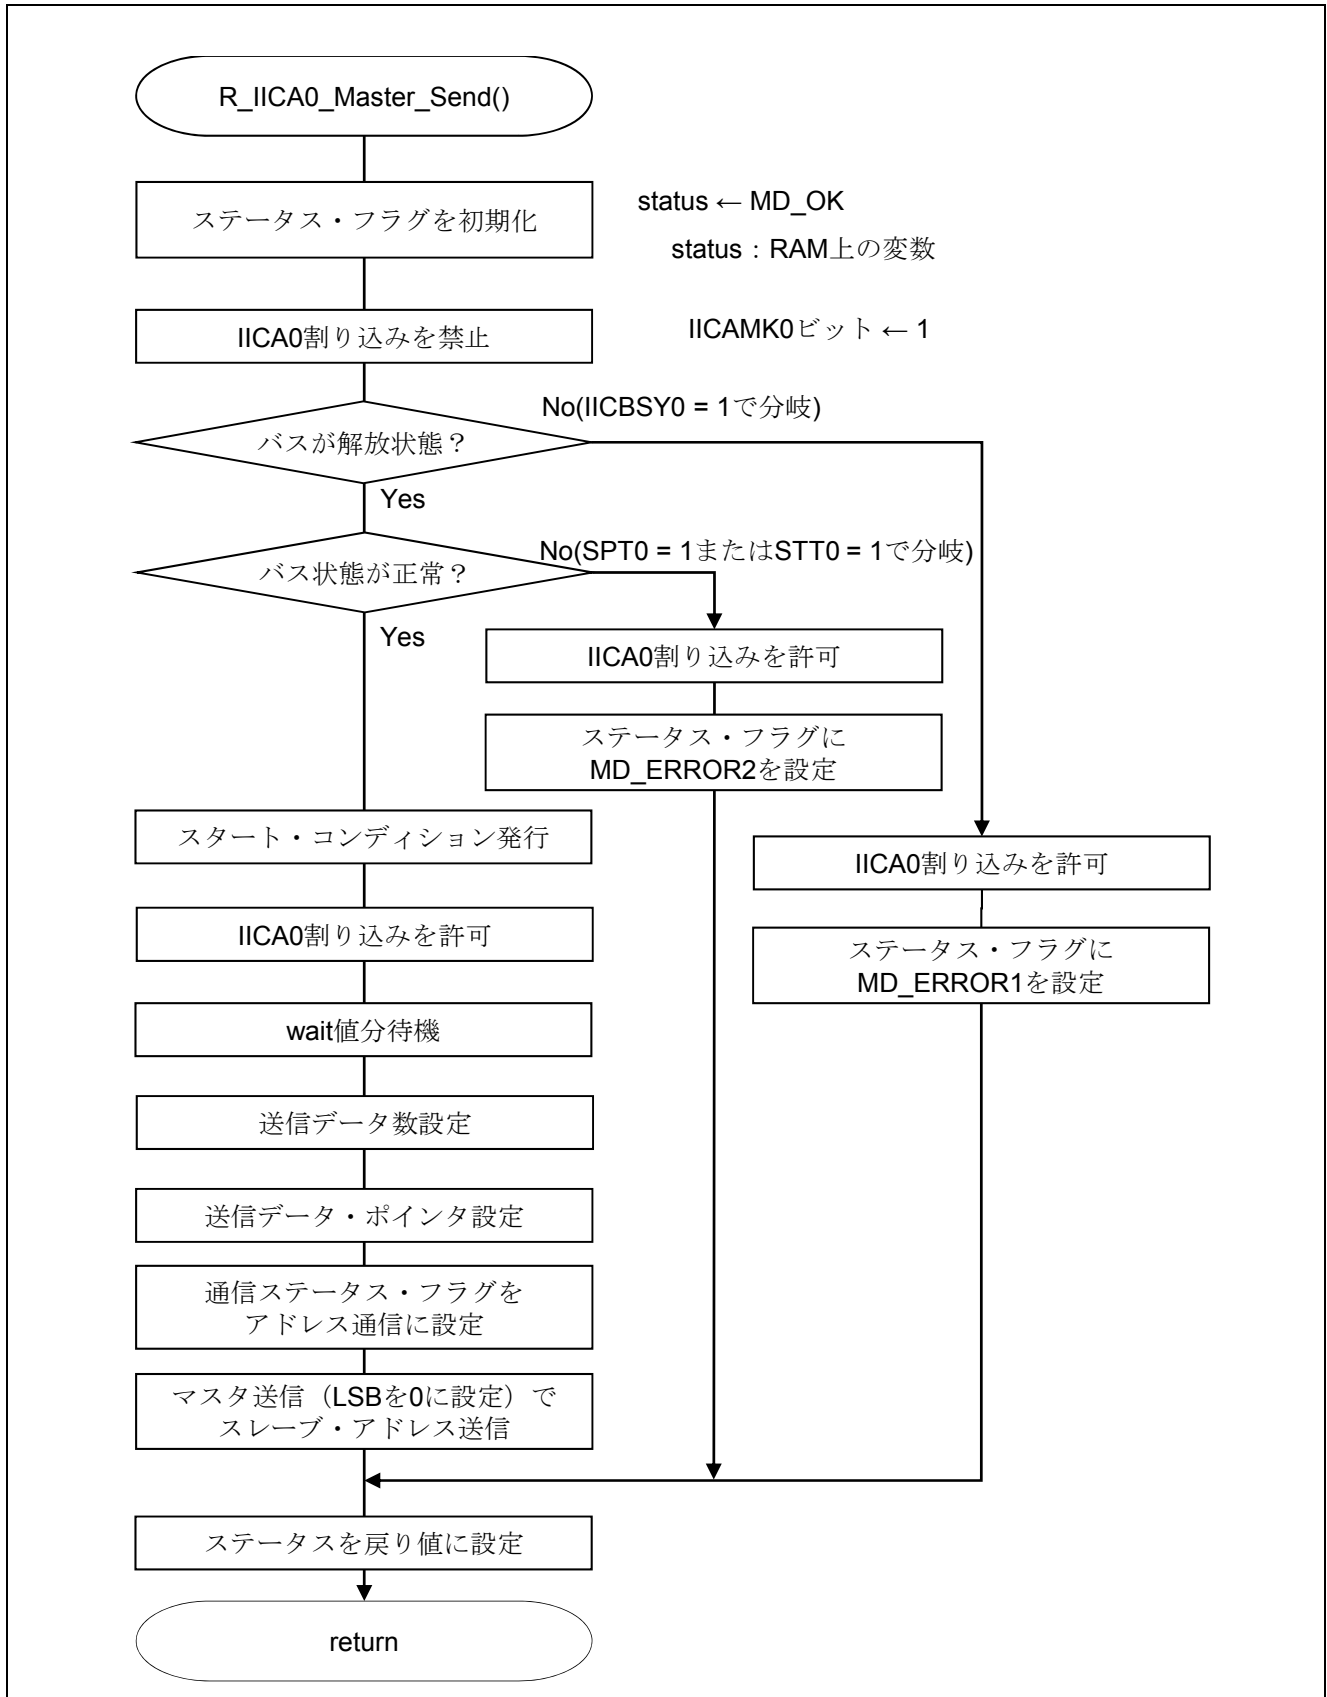 R_IICA0_Master_Send()
ステータス・フラグを初期化
status ← MD_OK
status：RAM上の変数
IICA0割り込みを禁止
IICAMK0ビット ← 1
No(IICBSY0 = 1で分岐)
バスが解放状態？
Yes
No(SPT0 = 1またはSTT0 = 1で分岐)
バス状態が正常？
Yes
IICA0割り込みを許可
ステータス・フラグに
MD_ERROR2を設定
スタート・コンディション発行
IICA0割り込みを許可
IICA0割り込みを許可
ステータス・フラグに
MD_ERROR1を設定
wait値分待機
送信データ数設定
送信データ・ポインタ設定
通信ステータス・フラグを
アドレス通信に設定
マスタ送信（LSBを0に設定）で
スレーブ・アドレス送信
ステータスを戻り値に設定
return